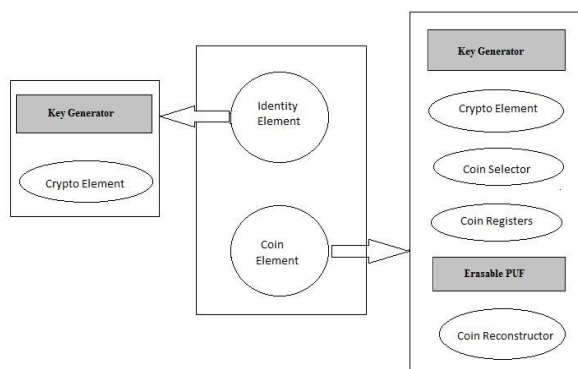 Key Generator
Crypto Element
Identity
Element
Coin
Element
Key Generator
Crypto Element
Coin Selector
Coin Registers
Erasable PUF
Coin Reconstructor